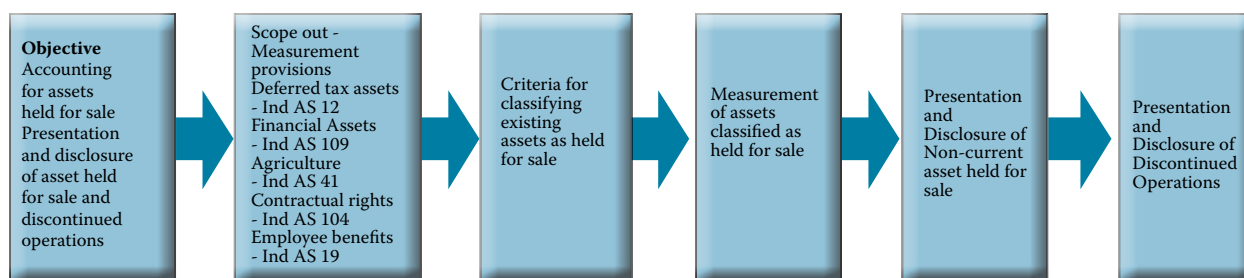 Objective
Accounting
for assets
held for sale
Presentation
and disclosure
of asset held
for sale and
discontinued
operations
Scope out -
Measurement
provisions
Deferred tax assets
- Ind AS 12
Financial Assets
- Ind AS 109
Agriculture
- Ind AS 41
Contractual rights
- Ind AS 104
Employee benefits
- Ind AS 19
Criteria for
classifying
existing
assets as held
for sale
Measurement
of assets
classified as
held for sale
Presentation
and
Disclosure of
Non-current
asset held for
sale
Presentation
and
Disclosure of
Discontinued
Operations